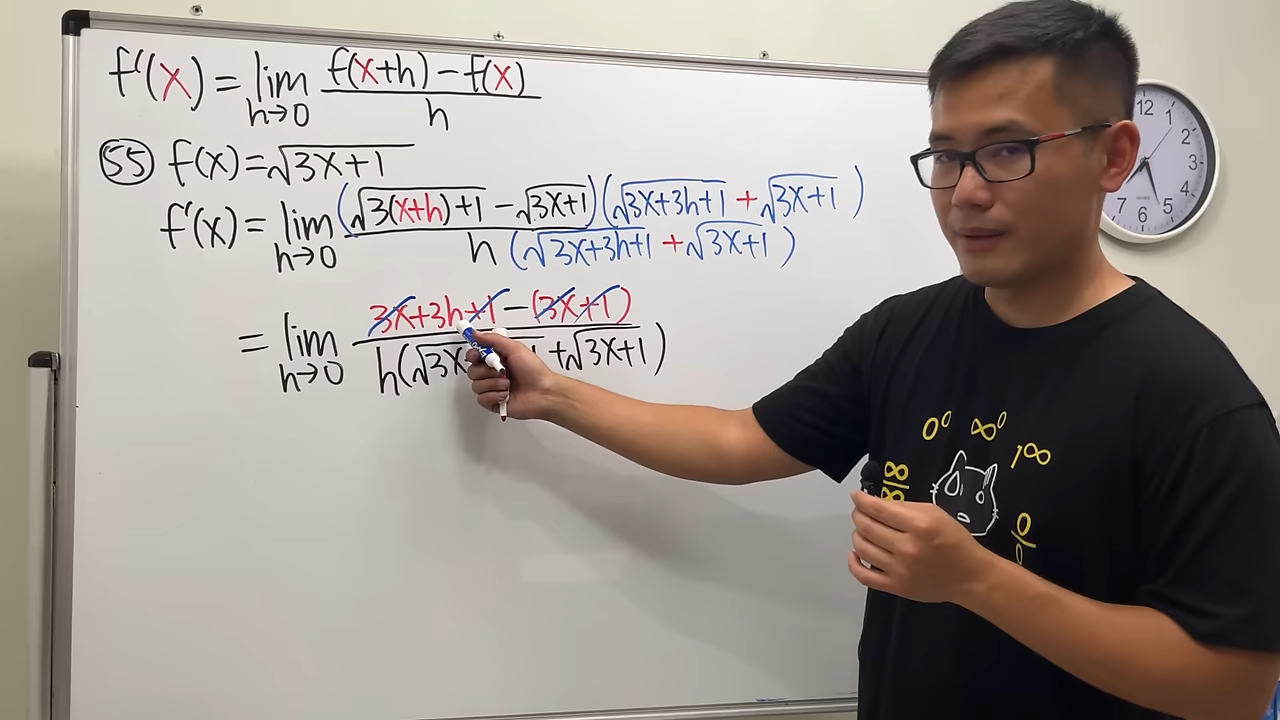 f'(x) = lim h→0 f(x+h) − f(x) / h
55 f(x) = √3x+1
f'(x) = lim h→0 (√3(x+h)+1 − √3x+1)(√3x+3h+1 + √3x+1) / h(√3x+3h+1 + √3x+1)
= lim h→0 3x+3h+1 − (3x+1) / h(√3x 1 + √3x+1)
12 1 2 3 4 5 6 7
0⁰ ∞⁰ 1^∞
∞/∞
0/0